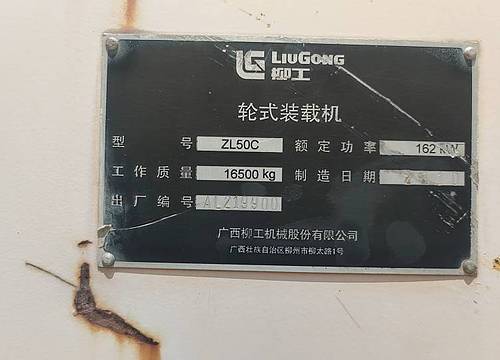 LIUGONG
柳工
轮式装载机
型号 ZL50C 额定功率 162 kW
工作质量 16500 kg 制造日期
出厂编号 AL219900
广西柳工机械股份有限公司
广西壮族自治区柳州市柳太路1号